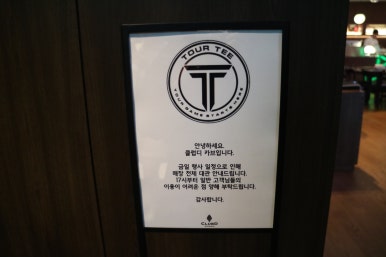 TOUR TEE
YOUR GAME STARTS HERE
안녕하세요.
클럽디 카브입니다.
금일 행사 일정으로 인해
매장 전체 대관 안내드립니다.
17시부터 일반 고객님들의
이용이 어려운 점 양해 부탁드립니다.
감사합니다.
CLUBD